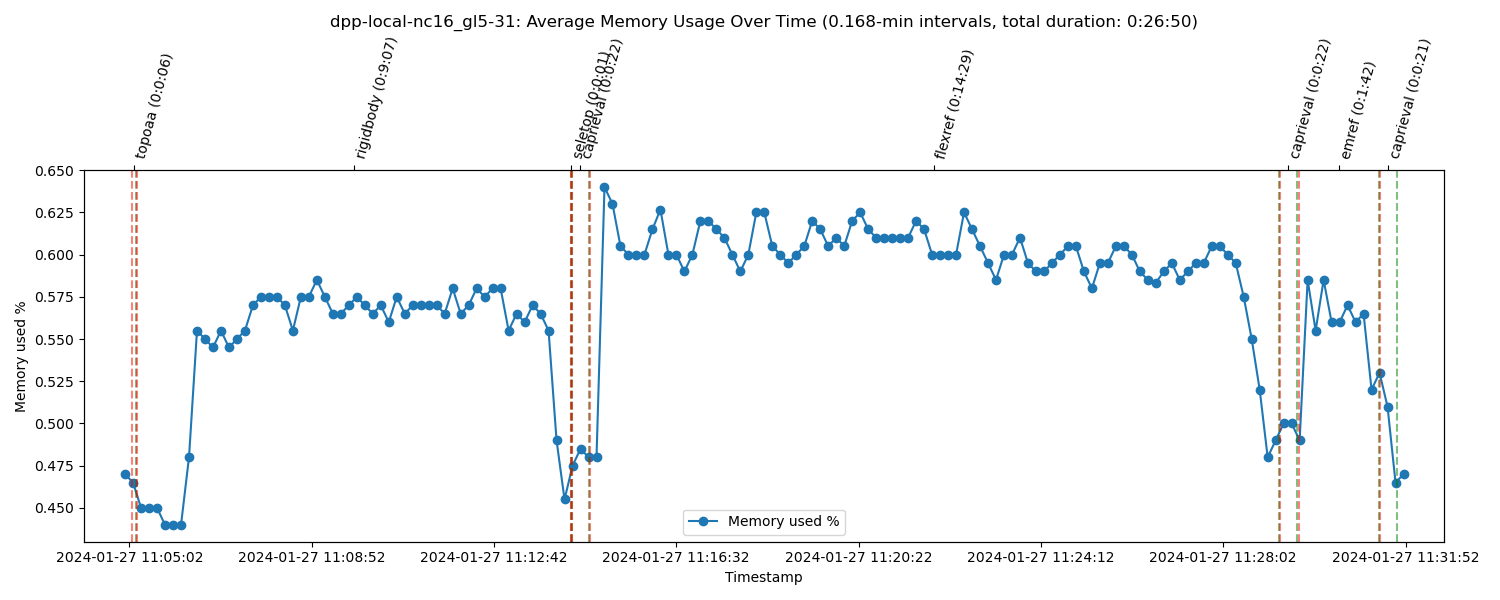 dpp-local-nc16_gl5-31: Average Memory Usage Over Time (0.168-min intervals, total duration: 0:26:50)
topoaa (0:0:06)
rigidbody (0:9:07)
seletop (0:0:01)
caprieval (0:0:22)
flexref (0:14:29)
caprieval (0:0:22)
emref (0:1:42)
caprieval (0:0:21)
0.650
0.625
0.600
0.575
0.550
0.525
0.500
0.475
0.450
Memory used %
Memory used %
2024-01-27 11:05:02
2024-01-27 11:08:52
2024-01-27 11:12:42
2024-01-27 11:16:32
2024-01-27 11:20:22
2024-01-27 11:24:12
2024-01-27 11:28:02
2024-01-27 11:31:52
Timestamp